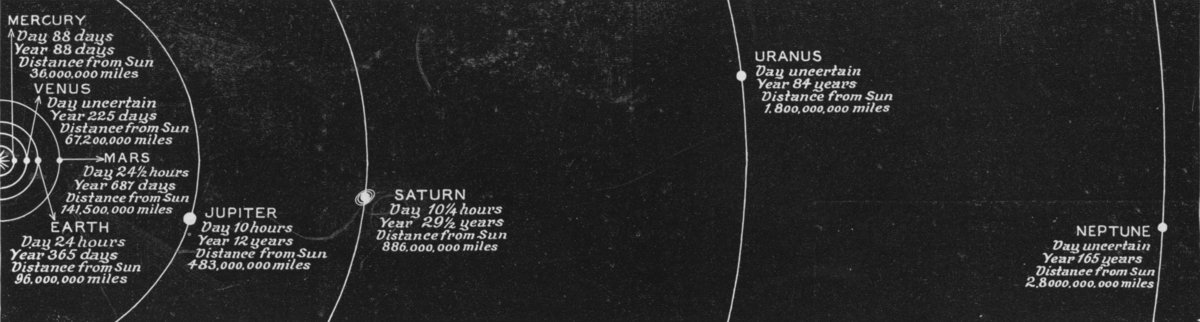 MERCURY
Day 88 days
Year 88 days
Distance from Sun
36,000,000 miles
VENUS
Day uncertain
Year 225 days
Distance from Sun
67,200,000 miles
MARS
Day 24½ hours
Year 687 days
Distance from Sun
141,500,000 miles
EARTH
Day 24 hours
Year 365 days
Distance from Sun
96,000,000 miles
JUPITER
Day 10 hours
Year 12 years
Distance from Sun
483,000,000 miles
SATURN
Day 10¼ hours
Year 29½ years
Distance from Sun
886,000,000 miles
URANUS
Day uncertain
Year 84 years
Distance from Sun
1,800,000,000 miles
NEPTUNE
Day uncertain
Year 165 years
Distance from Sun
2,8000,000,000 miles